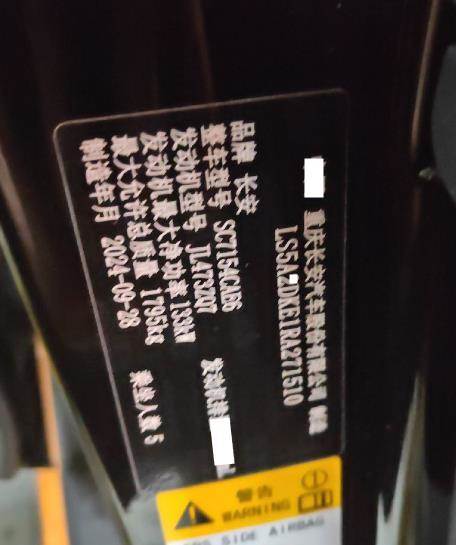 重庆长安汽车股份有限公司 制造
LS5A2DKE1RA271510
品牌 长安
整车型号 SC7154CAB6
发动机型号 JL473ZQ7 发动机排
发动机最大净功率 133kW
最大允许总质量 1795kg 乘坐人数 5
制造年月 2024-09-28
警告
WARNING
SIDE AIRBAG